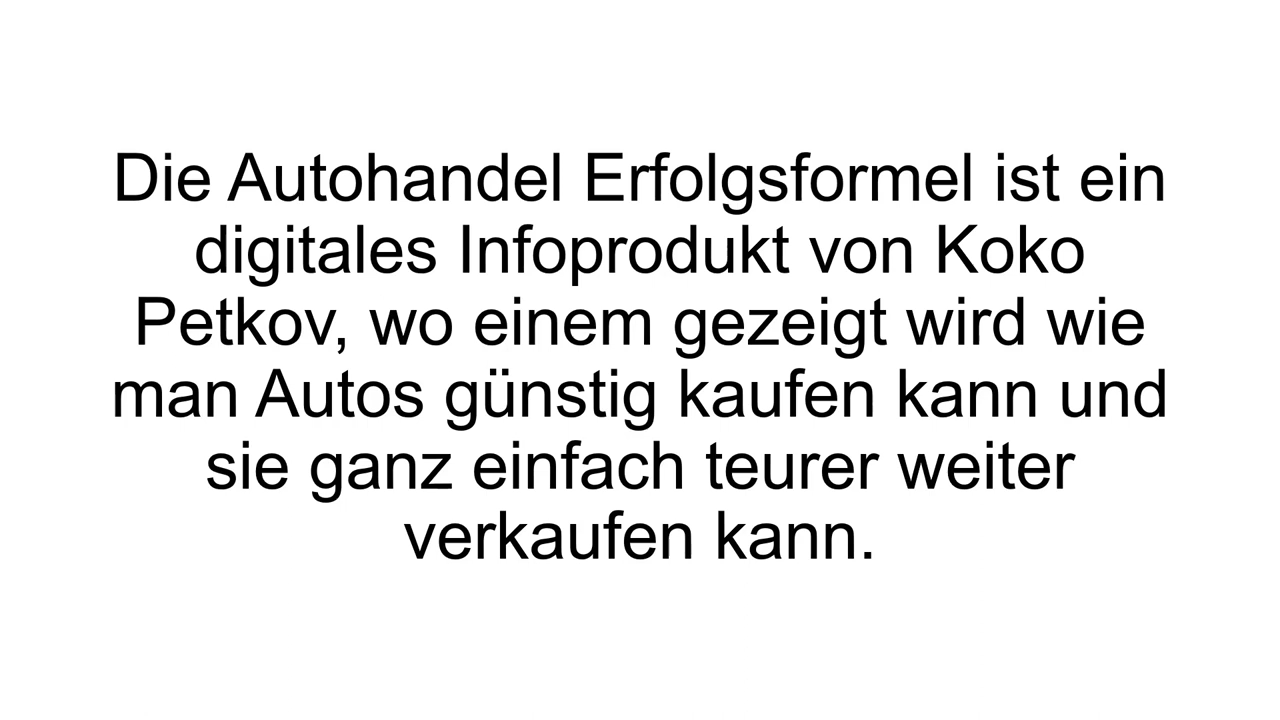 Die Autohandel Erfolgsformel ist ein
digitales Infoprodukt von Koko
Petkov, wo einem gezeigt wird wie
man Autos günstig kaufen kann und
sie ganz einfach teurer weiter
verkaufen kann.